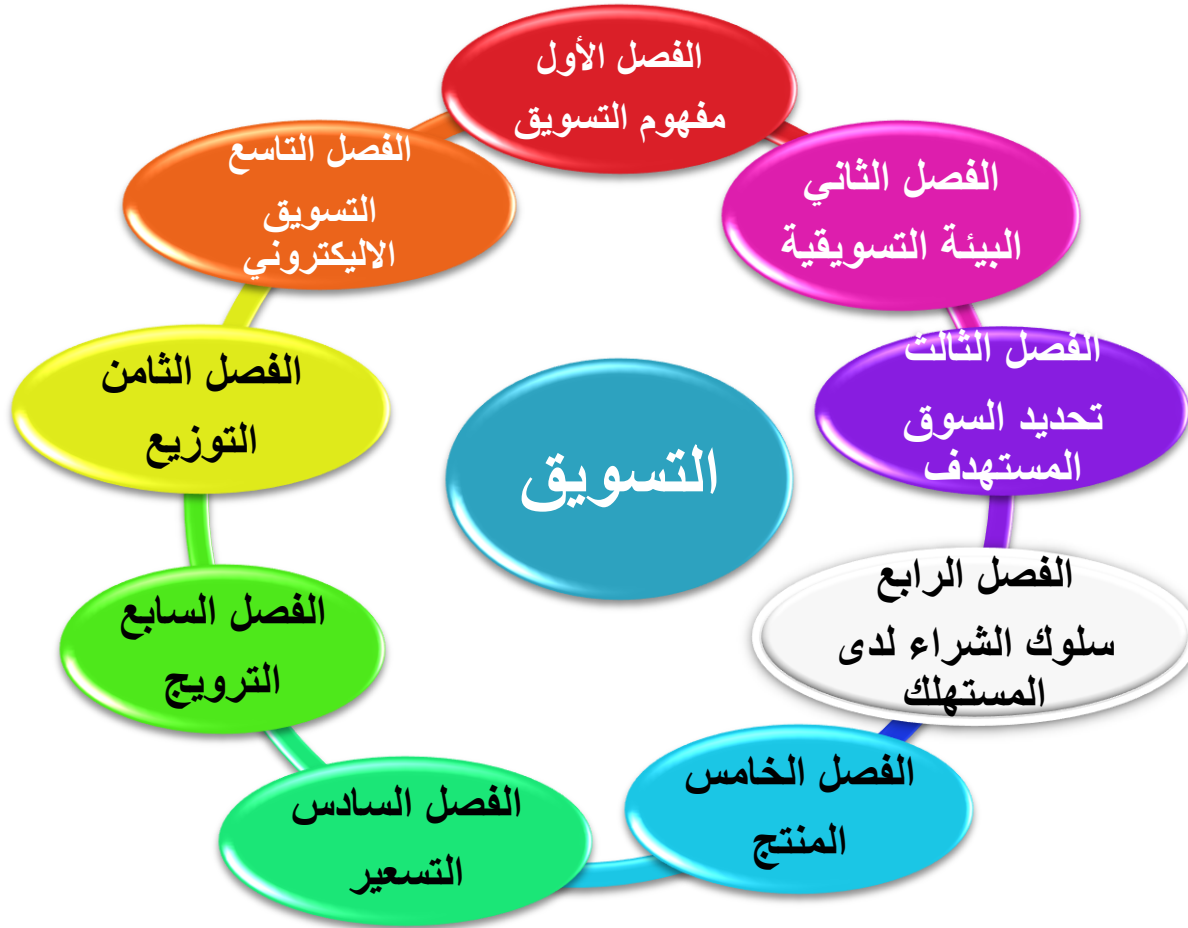 الفصل الأول
مفهوم التسويق
الفصل الثاني
البيئة التسويقية
الفصل الثالث
تحديد السوق
المستهدف
الفصل الرابع
سلوك الشراء لدى
المستهلك
الفصل الخامس
المنتج
الفصل السادس
التسعير
الفصل السابع
الترويج
الفصل الثامن
التوزيع
الفصل التاسع
التسويق
الاليكتروني
التسويق